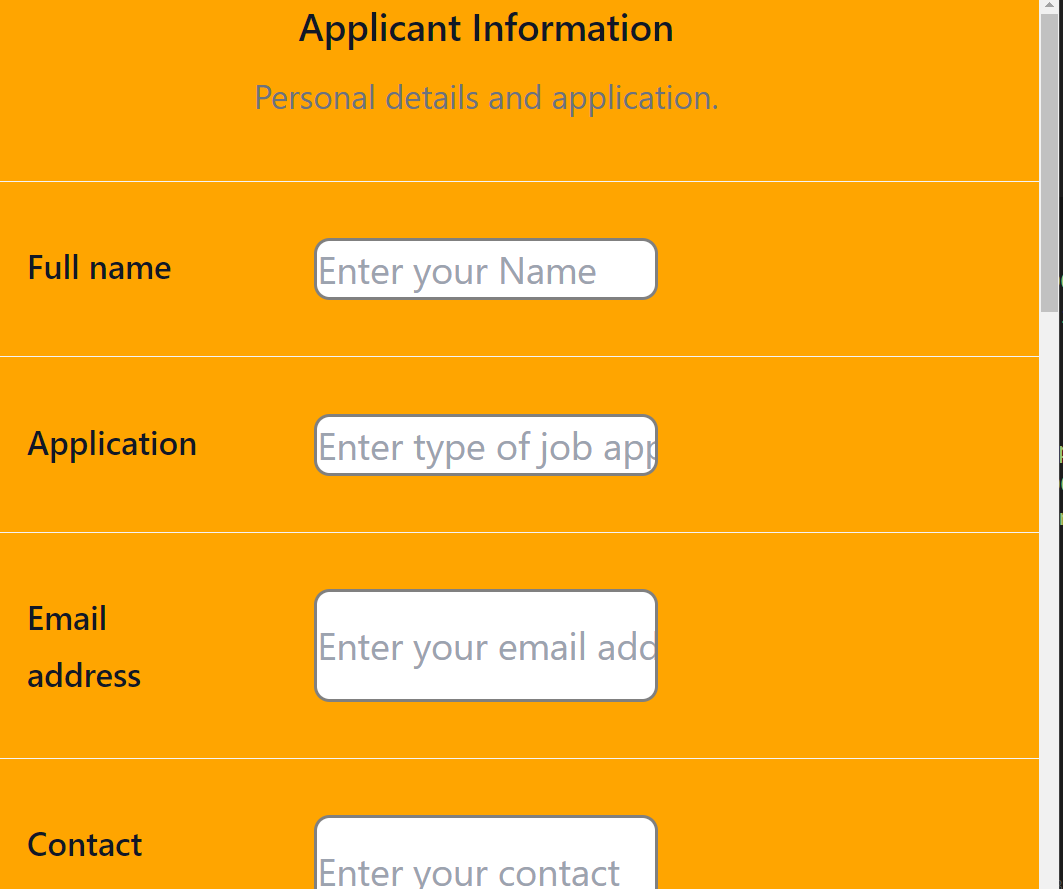 Applicant Information
Personal details and application.
Full name
Enter your Name
Application
Enter type of job app
Email
address
Enter your email add
Contact
Enter your contact